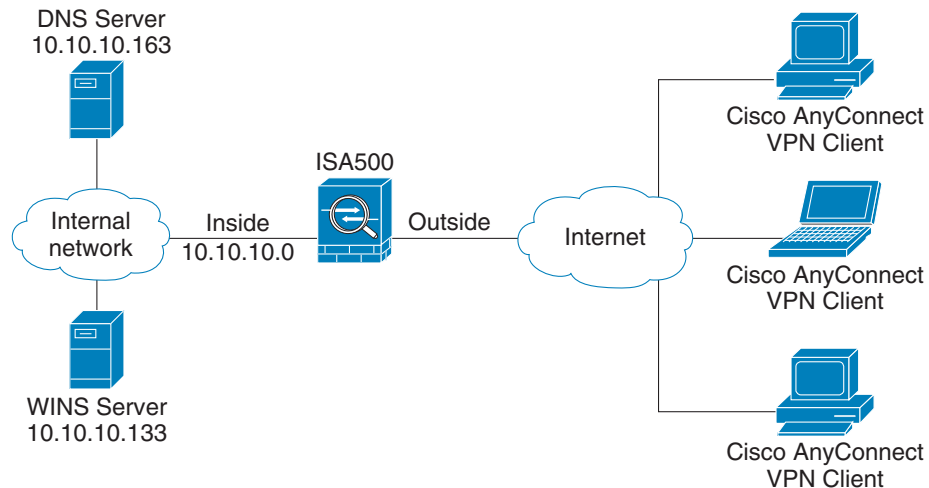 DNS Server
10.10.10.163
Internal
network
WINS Server
10.10.10.133
Inside
10.10.10.0
ISA500
Outside
Internet
Cisco AnyConnect
VPN Client
Cisco AnyConnect
VPN Client
Cisco AnyConnect
VPN Client